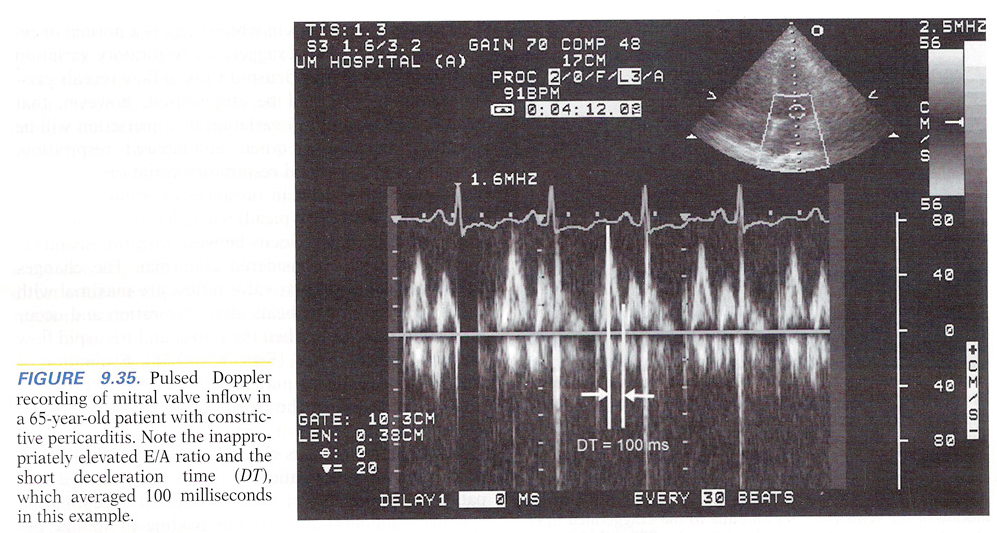 TIS:1.3
S3 1.6/3.2
GAIN 70 COMP 48
UM HOSPITAL (A)
17CM
PROC 2/0/F/L3/A
91BPM
0:04:12.08
2.5MHZ
56
CM/S
56
1.6MHZ
80
40
0
40
80
+CM/S!
DT = 100 ms
GATE: 10.3CM
LEN: 0.38CM
θ: 0
▼= 20
DELAY1 0 MS
EVERY 30 BEATS
FIGURE 9.35. Pulsed Doppler
recording of mitral valve inflow in
a 65-year-old patient with constric-
tive pericarditis. Note the inappro-
priately elevated E/A ratio and the
short deceleration time (DT),
which averaged 100 milliseconds
in this example.